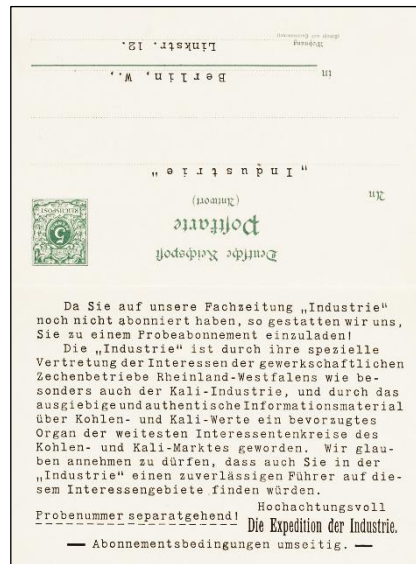 Deutsche Reichspost
Postkarte
(Antwort)
REICHSPOST
5
An
"Industrie"
in
Berlin, W.,
Wohnung
Linkstr. 12.
Da Sie auf unsere Fachzeitung „Industrie"
noch nicht abonniert haben, so gestatten wir uns,
Sie zu einem Probeabonnement einzuladen!
Die „Industrie" ist durch ihre spezielle
Vertretung der Interessen der gewerkschaftlichen
Zechenbetriebe Rheinland-Westfalens wie be-
sonders auch der Kali-Industrie, und durch das
ausgiebige und authentische Informationsmaterial
über Kohlen- und Kali-Werte ein bevorzugtes
Organ der weitesten Interessentenkreise des
Kohlen- und Kali-Marktes geworden. Wir glau-
ben annehmen zu dürfen, dass auch Sie in der
„Industrie" einen zuverlässigen Führer auf die-
sem Interessengebiete finden würden.
Hochachtungsvoll
Probenummer separatgehend! Die Expedition der Industrie.
— Abonnementsbedingungen umseitig. —